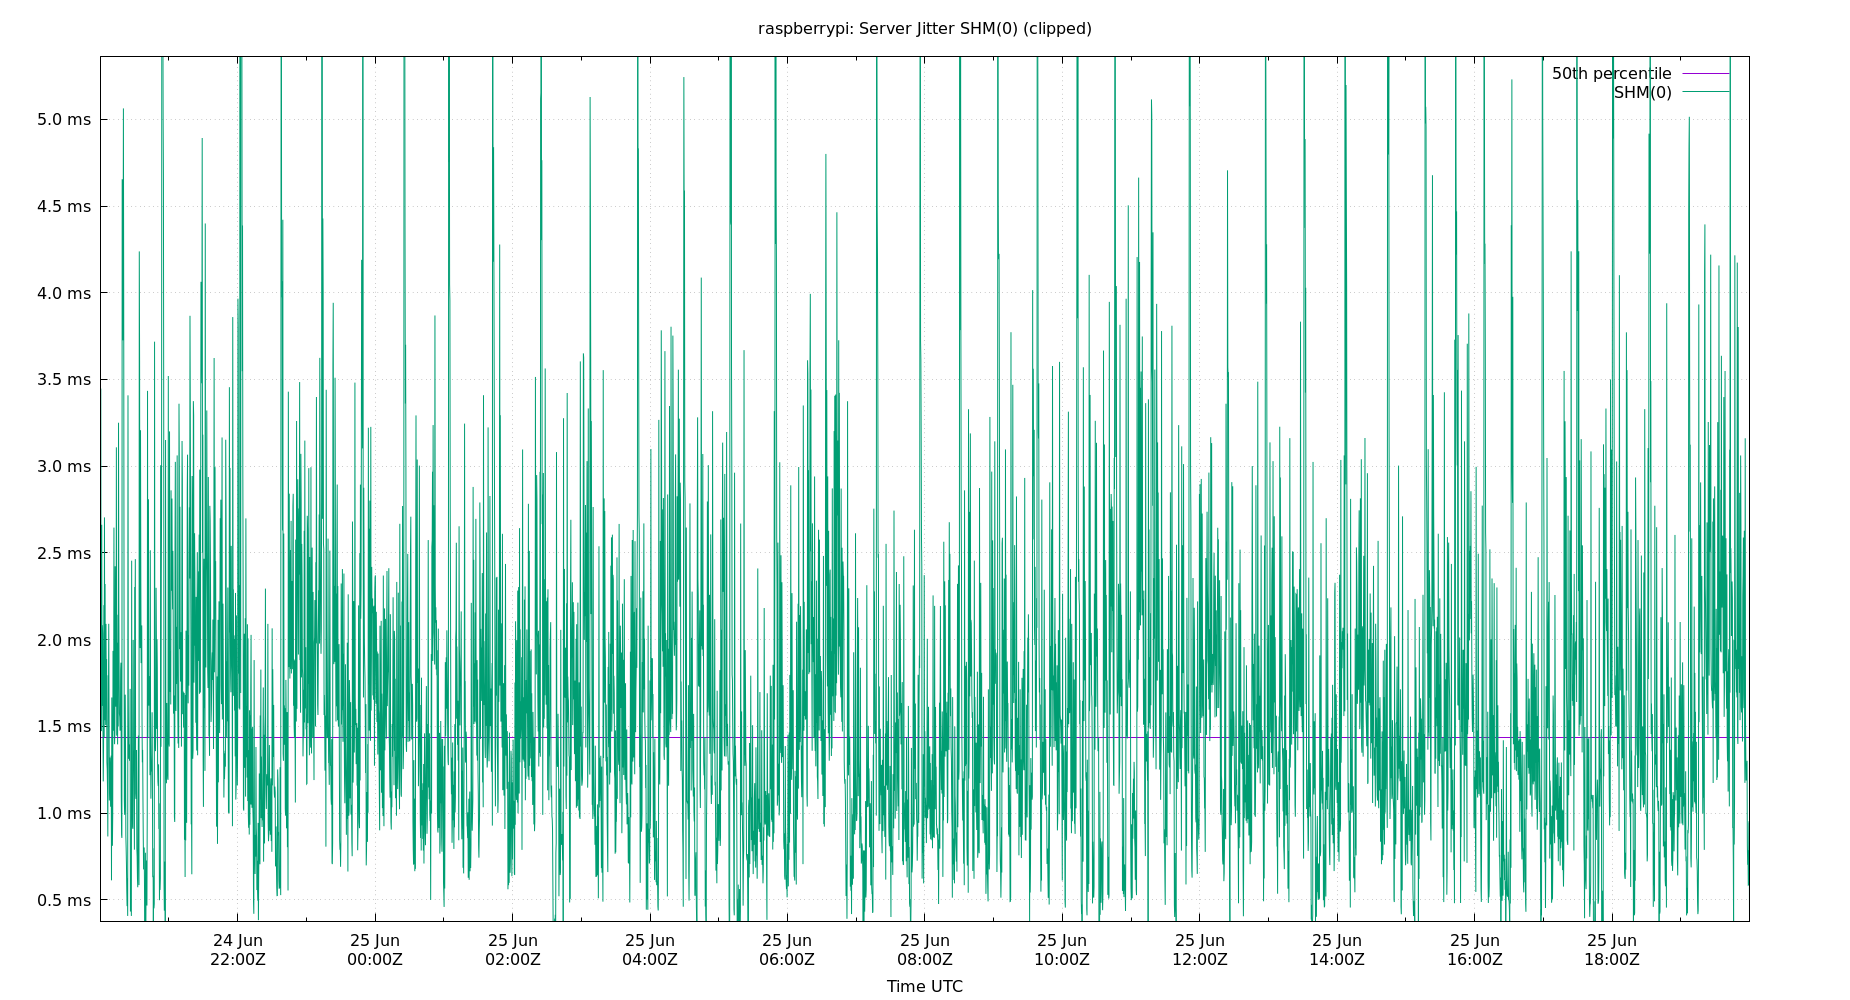 raspberrypi: Server Jitter SHM(0) (clipped)
50th percentile
SHM(0)
5.0 ms
4.5 ms
4.0 ms
3.5 ms
3.0 ms
2.5 ms
2.0 ms
1.5 ms
1.0 ms
0.5 ms
24 Jun 25 Jun 25 Jun 25 Jun 25 Jun 25 Jun 25 Jun 25 Jun 25 Jun 25 Jun 25 Jun
22:00Z 00:00Z 02:00Z 04:00Z 06:00Z 08:00Z 10:00Z 12:00Z 14:00Z 16:00Z 18:00Z
Time UTC